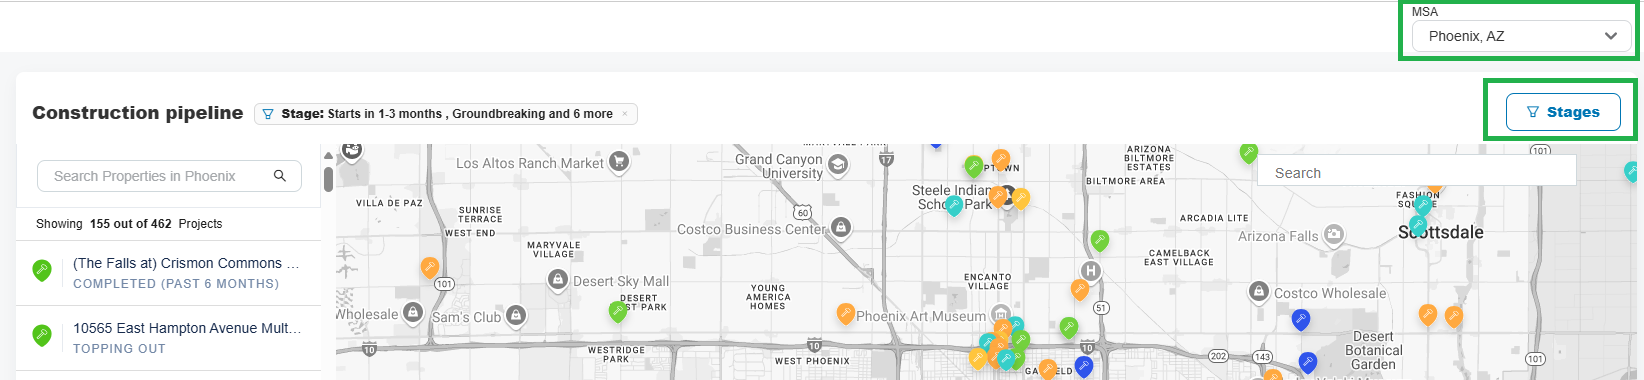 MSA
Phoenix, AZ
Construction pipeline
Stage: Starts in 1-3 months , Groundbreaking and 6 more ×
Stages
Search Properties in Phoenix
Showing 155 out of 462 Projects
(The Falls at) Crismon Commons ...
COMPLETED (PAST 6 MONTHS)
10565 East Hampton Avenue Mult...
TOPPING OUT
Los Altos Ranch Market
Grand Canyon
University
17
ARIZONA
BILTMORE
ESTATES
BILTMORE AREA
101
Search
Steele Indian
School Park
VILLA DE PAZ
SUNRISE
TERRACE
WEST END
60
FASHION
SQUARE
ARCADIA LITE
Costco Business Center
Arizona Falls
Scottsdale
MARYVALE
VILLAGE
CAMELBACK
EAST VILLAGE
101
Desert Sky Mall
H
ENCANTO
VILLAGE
YOUNG
AMERICA
HOMES
Costco Wholesale
DESERT
Wholesale
Sam's Club
Phoenix Art Museum
51
Desert
Botanical
Garden
10
WESTRIDGE
PARK
10
WEST PHOENIX
10
202
143
101